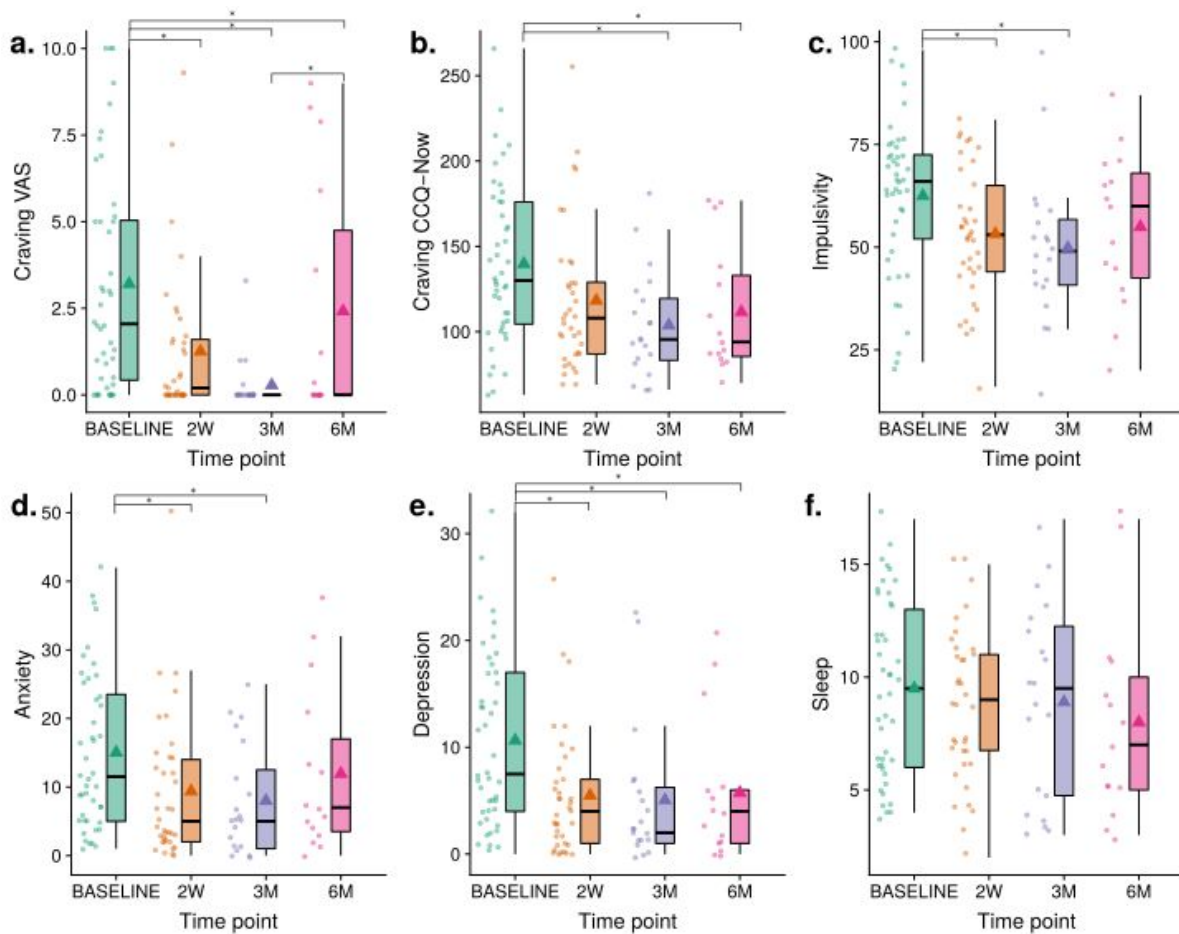 a.
*
*
*
*
Craving VAS
10.0
7.5
5.0
2.5
0.0
BASELINE 2W 3M 6M
Time point
b.
*
*
Craving CCQ-Now
250
200
150
100
BASELINE 2W 3M 6M
Time point
c.
*
*
Impulsivity
100
75
50
25
BASELINE 2W 3M 6M
Time point
d.
*
*
Anxiety
50
40
30
20
10
0
BASELINE 2W 3M 6M
Time point
e.
*
*
*
Depression
30
20
10
0
BASELINE 2W 3M 6M
Time point
f.
Sleep
15
10
5
BASELINE 2W 3M 6M
Time point